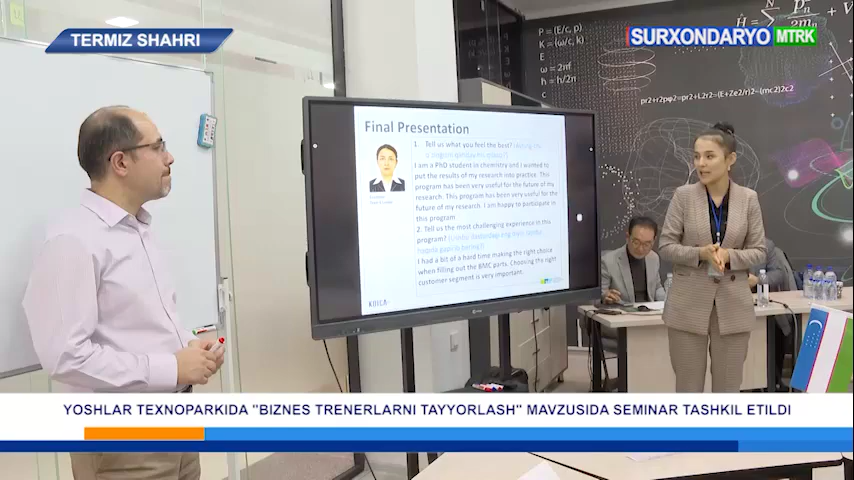 TERMIZ SHAHRI
SURXONDARYO MTRK
P = (E/c, p)
K = (ω/c, k)
E
ω = 2πf
h = h/2π
c
Final Presentation
1. Tell us what you feel the best?
I am a PhD student in chemistry and I wanted to
put the results of my research into practice. This
program has been very useful for the future of my
research. This program has been very useful for the
future of my research. I am happy to participate in
this program
2. Tell us the most challenging experience in this
program?
I had a bit of a hard time making the right choice
when filling out the BMC parts. Choosing the right
customer segment is very important.
KOICA
YOSHLAR TEXNOPARKIDA "BIZNES TRENERLARNI TAYYORLASH" MAVZUSIDA SEMINAR TASHKIL ETILDI